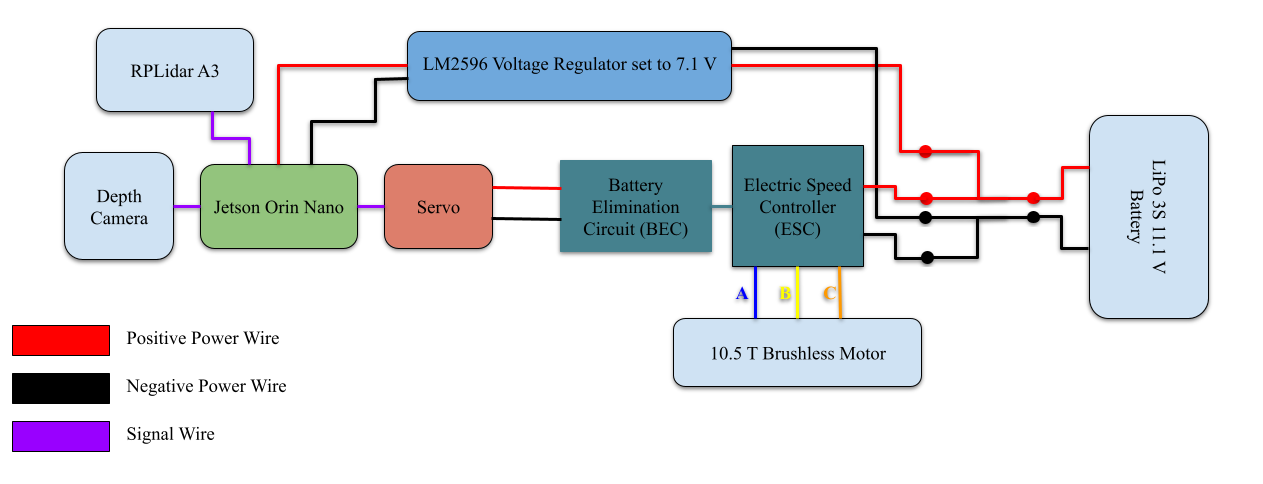 RPLidar A3
LM2596 Voltage Regulator set to 7.1 V
Depth
Camera
Jetson Orin Nano
Servo
Battery
Elimination
Circuit (BEC)
Electric Speed
Controller
(ESC)
LiPo 3S 11.1 V
Battery
A
B
C
10.5 T Brushless Motor
Positive Power Wire
Negative Power Wire
Signal Wire